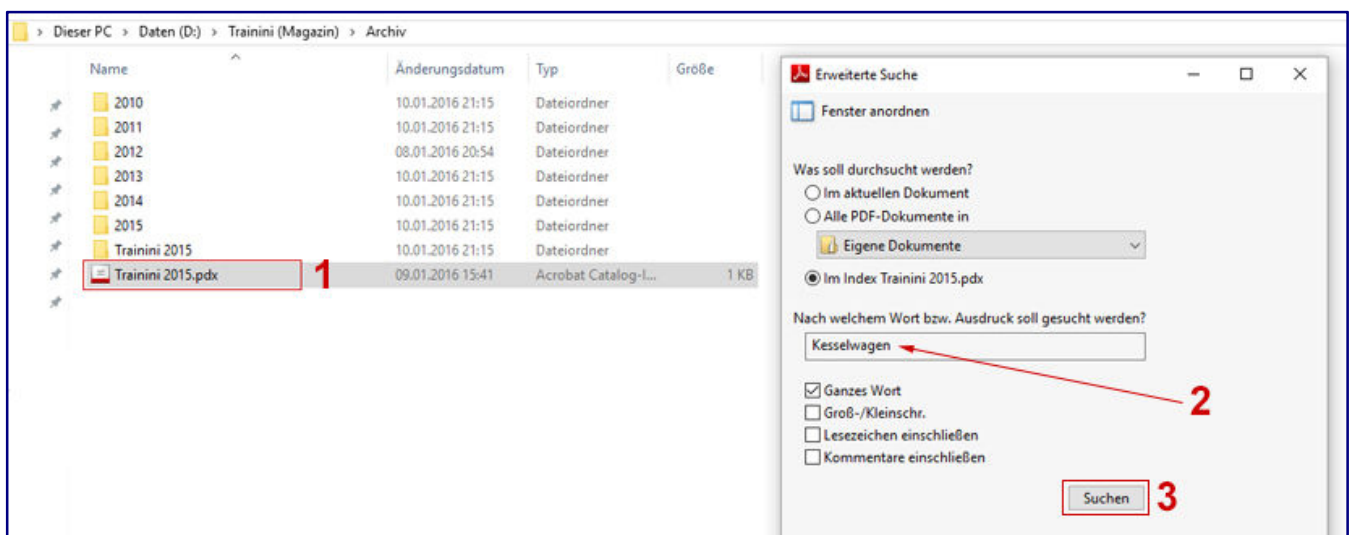 Dieser PC > Daten (D:) > Trainini (Magazin) > Archiv
Name Änderungsdatum Typ Größe
2010 10.01.2016 21:15 Dateiordner
2011 10.01.2016 21:15 Dateiordner
2012 08.01.2016 20:54 Dateiordner
2013 10.01.2016 21:15 Dateiordner
2014 10.01.2016 21:15 Dateiordner
2015 10.01.2016 21:15 Dateiordner
Trainini 2015 10.01.2016 21:15 Dateiordner
Trainini 2015.pdx 1 09.01.2016 15:41 Acrobat Catalog-I... 1 KB
Erweiterte Suche
Fenster anordnen
Was soll durchsucht werden?
Im aktuellen Dokument
Alle PDF-Dokumente in
Eigene Dokumente
Im Index Trainini 2015.pdx
Nach welchem Wort bzw. Ausdruck soll gesucht werden?
Kesselwagen
2
Ganzes Wort
Groß-/Kleinschr.
Lesezeichen einschließen
Kommentare einschließen
Suchen 3